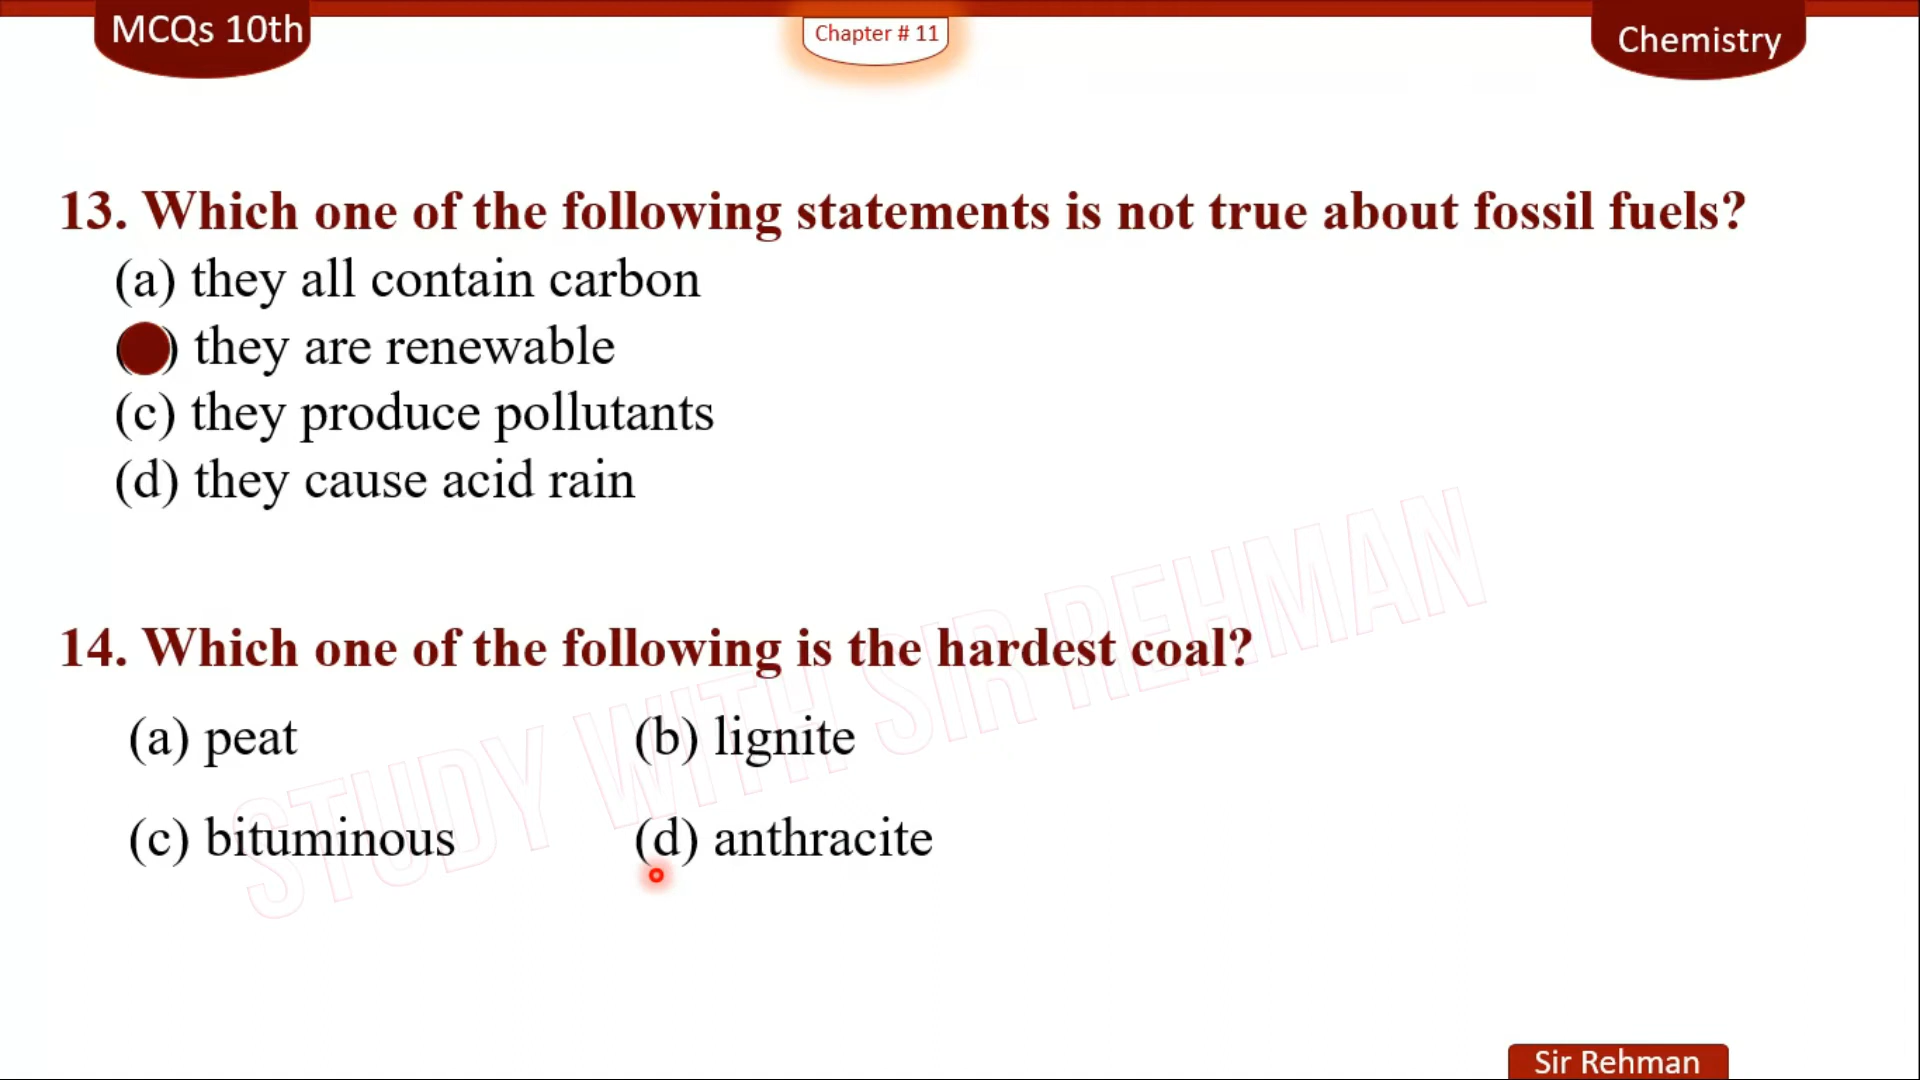 MCQs 10th
Chapter # 11
Chemistry
13. Which one of the following statements is not true about fossil fuels?
(a) they all contain carbon
( ) they are renewable
(c) they produce pollutants
(d) they cause acid rain
14. Which one of the following is the hardest coal?
(a) peat (b) lignite
(c) bituminous (d) anthracite
STUDY WITH SIR REHMAN
Sir Rehman